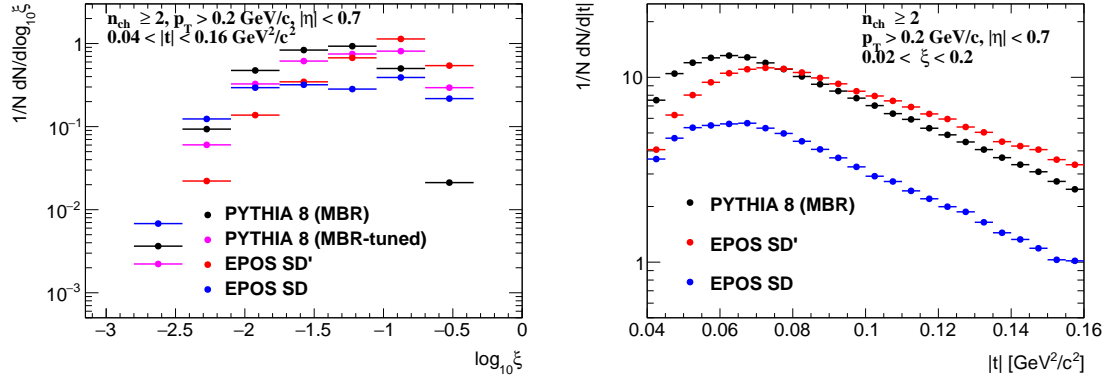 n_ch ≥ 2, p_T > 0.2 GeV/c, |η| < 0.7
0.04 < |t| < 0.16 GeV²/c²
1/N dN/dlog₁₀ξ
1
10⁻¹
10⁻²
10⁻³
PYTHIA 8 (MBR)
PYTHIA 8 (MBR-tuned)
EPOS SD'
EPOS SD
−3 −2.5 −2 −1.5 −1 −0.5 0
log₁₀ξ
n_ch ≥ 2
p_T > 0.2 GeV/c, |η| < 0.7
0.02 < ξ < 0.2
1/N dN/d|t|
10
1
PYTHIA 8 (MBR)
EPOS SD'
EPOS SD
0.04 0.06 0.08 0.1 0.12 0.14 0.16
|t| [GeV²/c²]